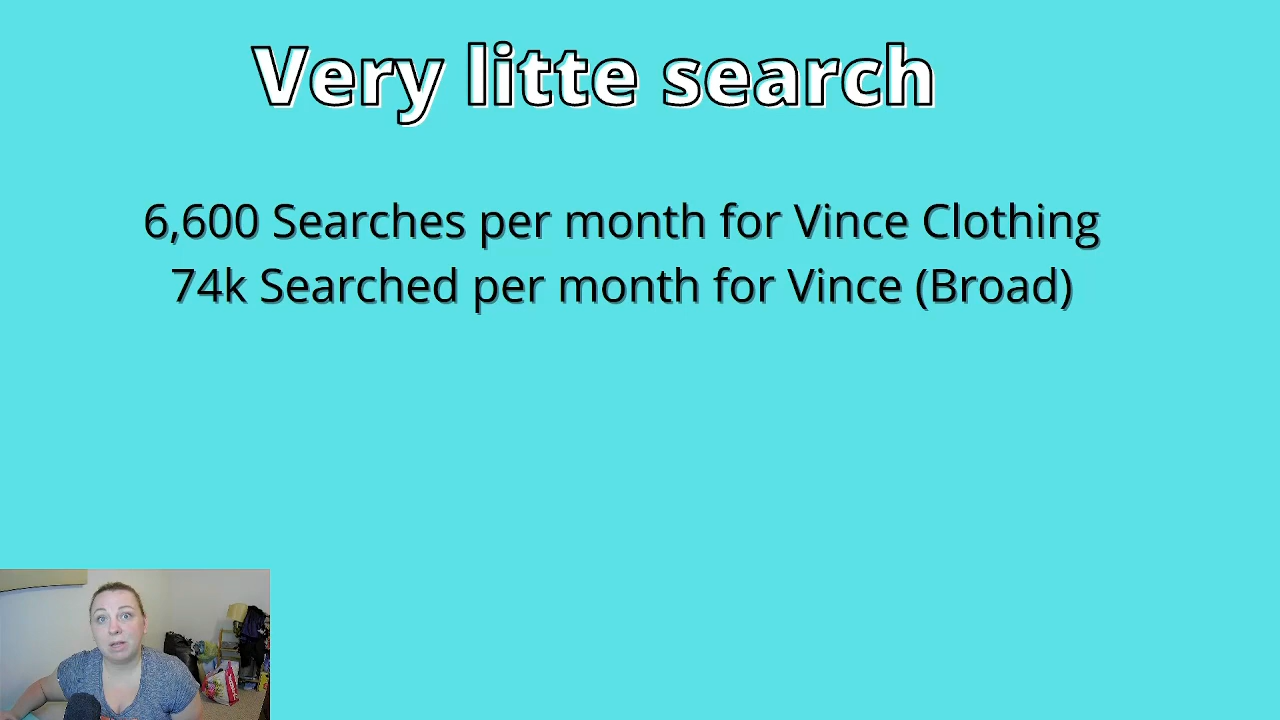 Very litte search
6,600 Searches per month for Vince Clothing
74k Searched per month for Vince (Broad)